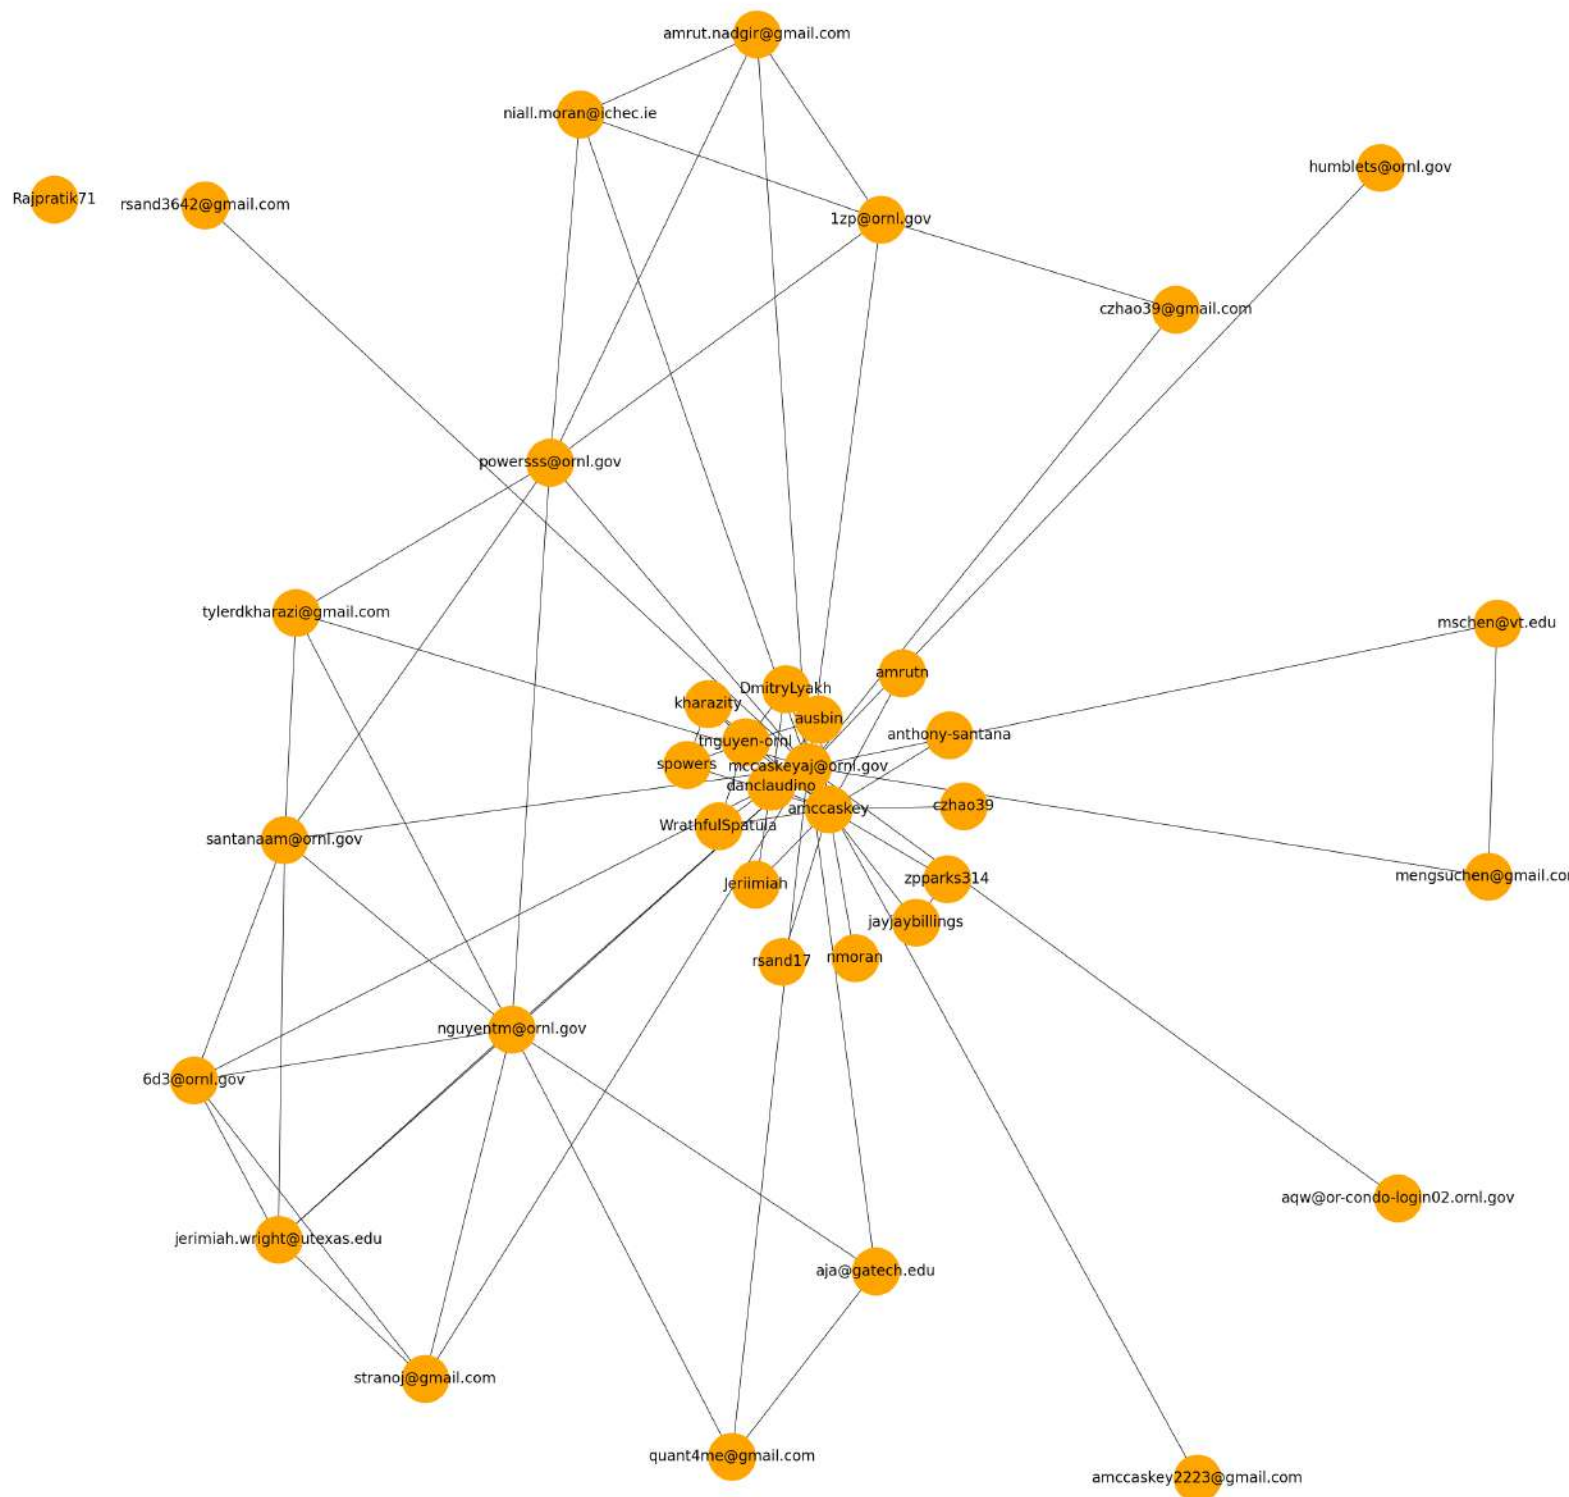 amrut.nadgir@gmail.com
niall.moran@ichec.ie
humblets@ornl.gov
Rajpratik71
rsand3642@gmail.com
1zp@ornl.gov
czhao39@gmail.com
powersss@ornl.gov
tylerdkharazi@gmail.com
mschen@vt.edu
amrutn
DmitryLyakh
kharazity
ausbin
anthony-santana
tnguyen-ornl
spowers
mccaskeyaj@ornl.gov
danclaudino
amccaskey
czhao39
WrathfulSpatula
santanaam@ornl.gov
Jeriimiah
zpparks314
mengsuchen@gmail.co
jayjaybillings
rsand17
nmoran
nguyentm@ornl.gov
6d3@ornl.gov
aqw@or-condo-login02.ornl.gov
jerimiah.wright@utexas.edu
aja@gatech.edu
stranoj@gmail.com
quant4me@gmail.com
amccaskey2223@gmail.com